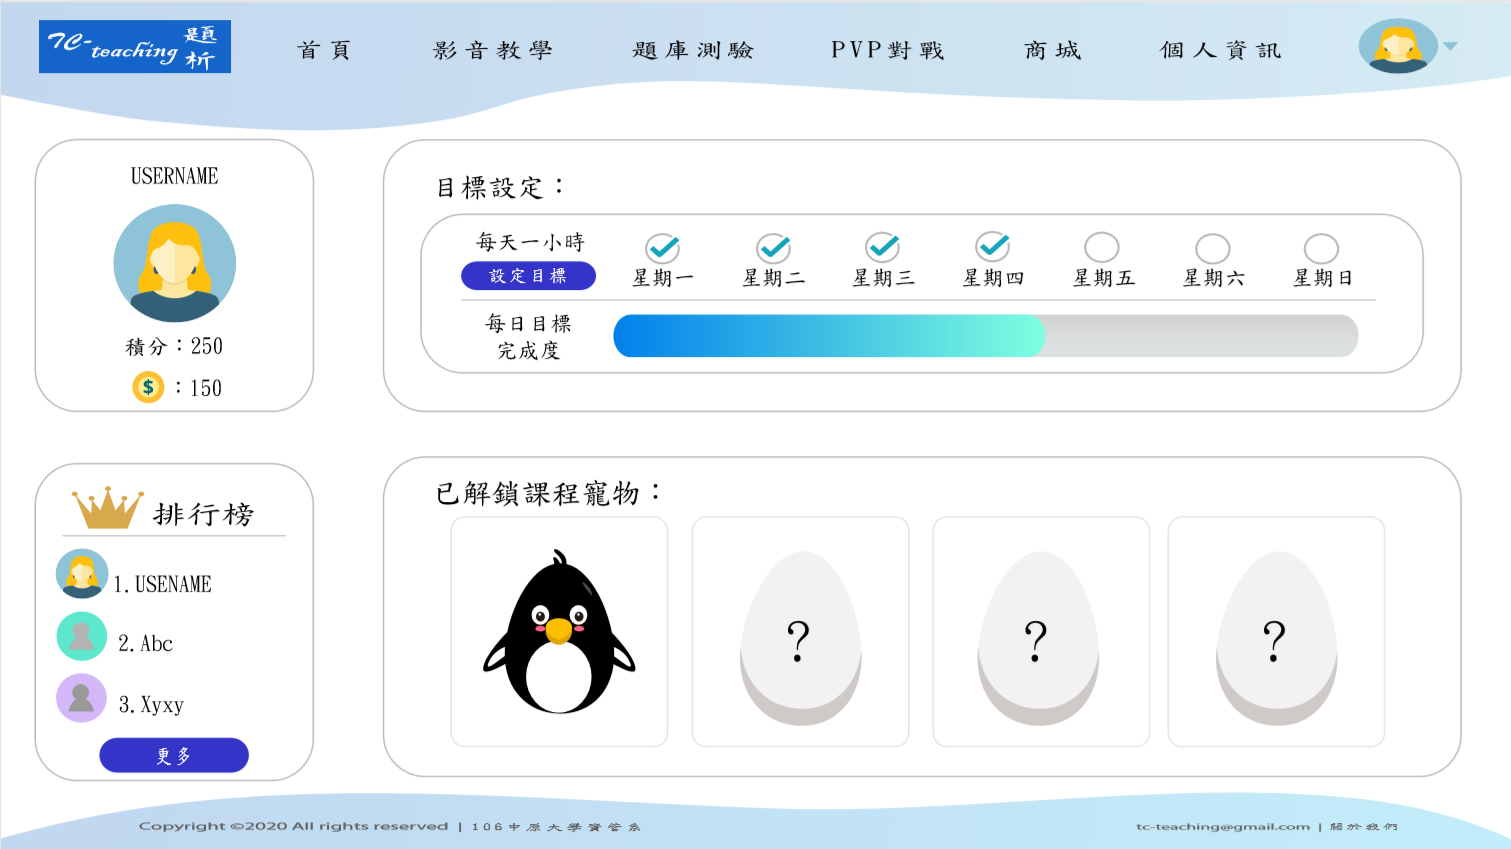 TC-teaching 題析
首頁 影音教學 題庫測驗 PVP對戰 商城 個人資訊
USERNAME
積分：250
$ ：150
目標設定：
每天一小時
設定目標
星期一 星期二 星期三 星期四 星期五 星期六 星期日
每日目標
完成度
排行榜
1.USENAME
2.Abc
3.Xyxy
更多
已解鎖課程寵物：
? ? ?
Copyright ©2020 All rights reserved | 106中原大學資管系
tc-teaching@gmail.com | 關於我們